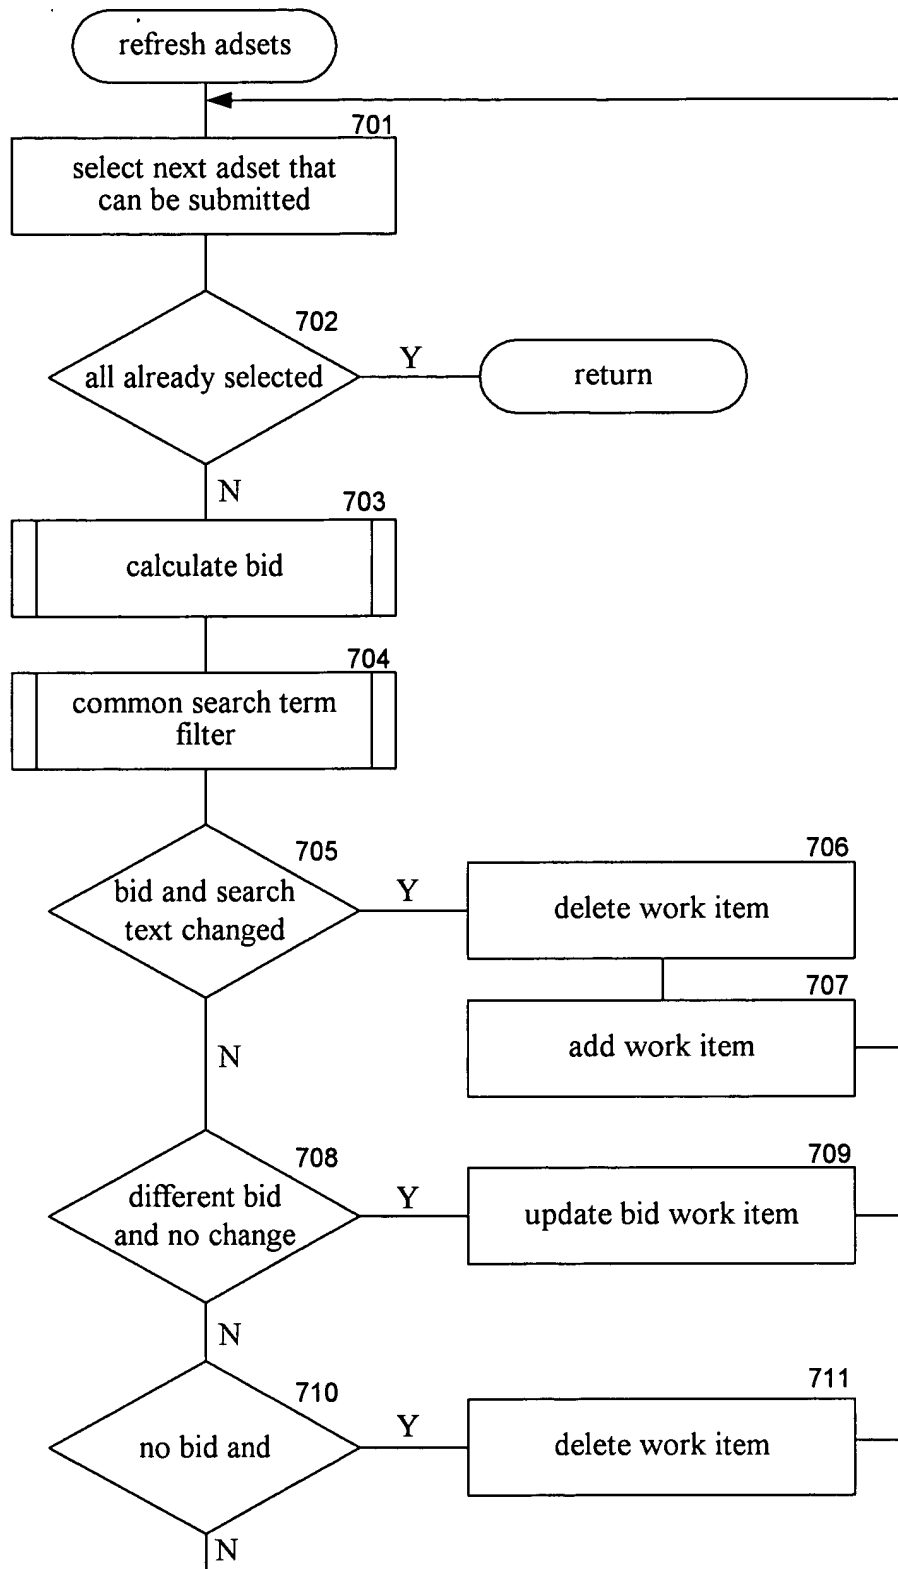 refresh adsets
701
select next adset that
can be submitted
702
all already selected
Y
return
N
703
calculate bid
704
common search term
filter
705
bid and search
text changed
Y
706
delete work item
707
add work item
N
708
different bid
and no change
Y
709
update bid work item
N
710
no bid and
Y
711
delete work item
N